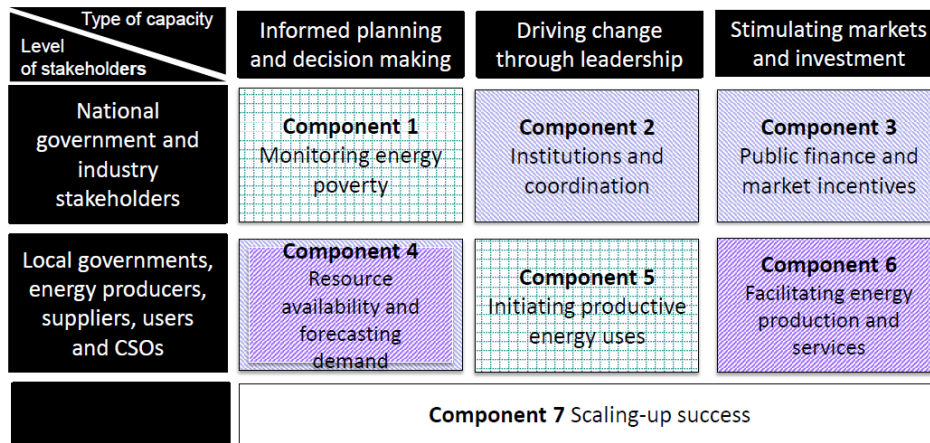 Type of capacity
Level
of stakeholders
Informed planning
and decision making
Driving change
through leadership
Stimulating markets
and investment
National
government and
industry
stakeholders
Component 1
Monitoring energy
poverty
Component 2
Institutions and
coordination
Component 3
Public finance and
market incentives
Local governments,
energy producers,
suppliers, users
and CSOs
Component 4
Resource
availability and
forecasting
demand
Component 5
Initiating productive
energy uses
Component 6
Facilitating energy
production and
services
Component 7 Scaling-up success